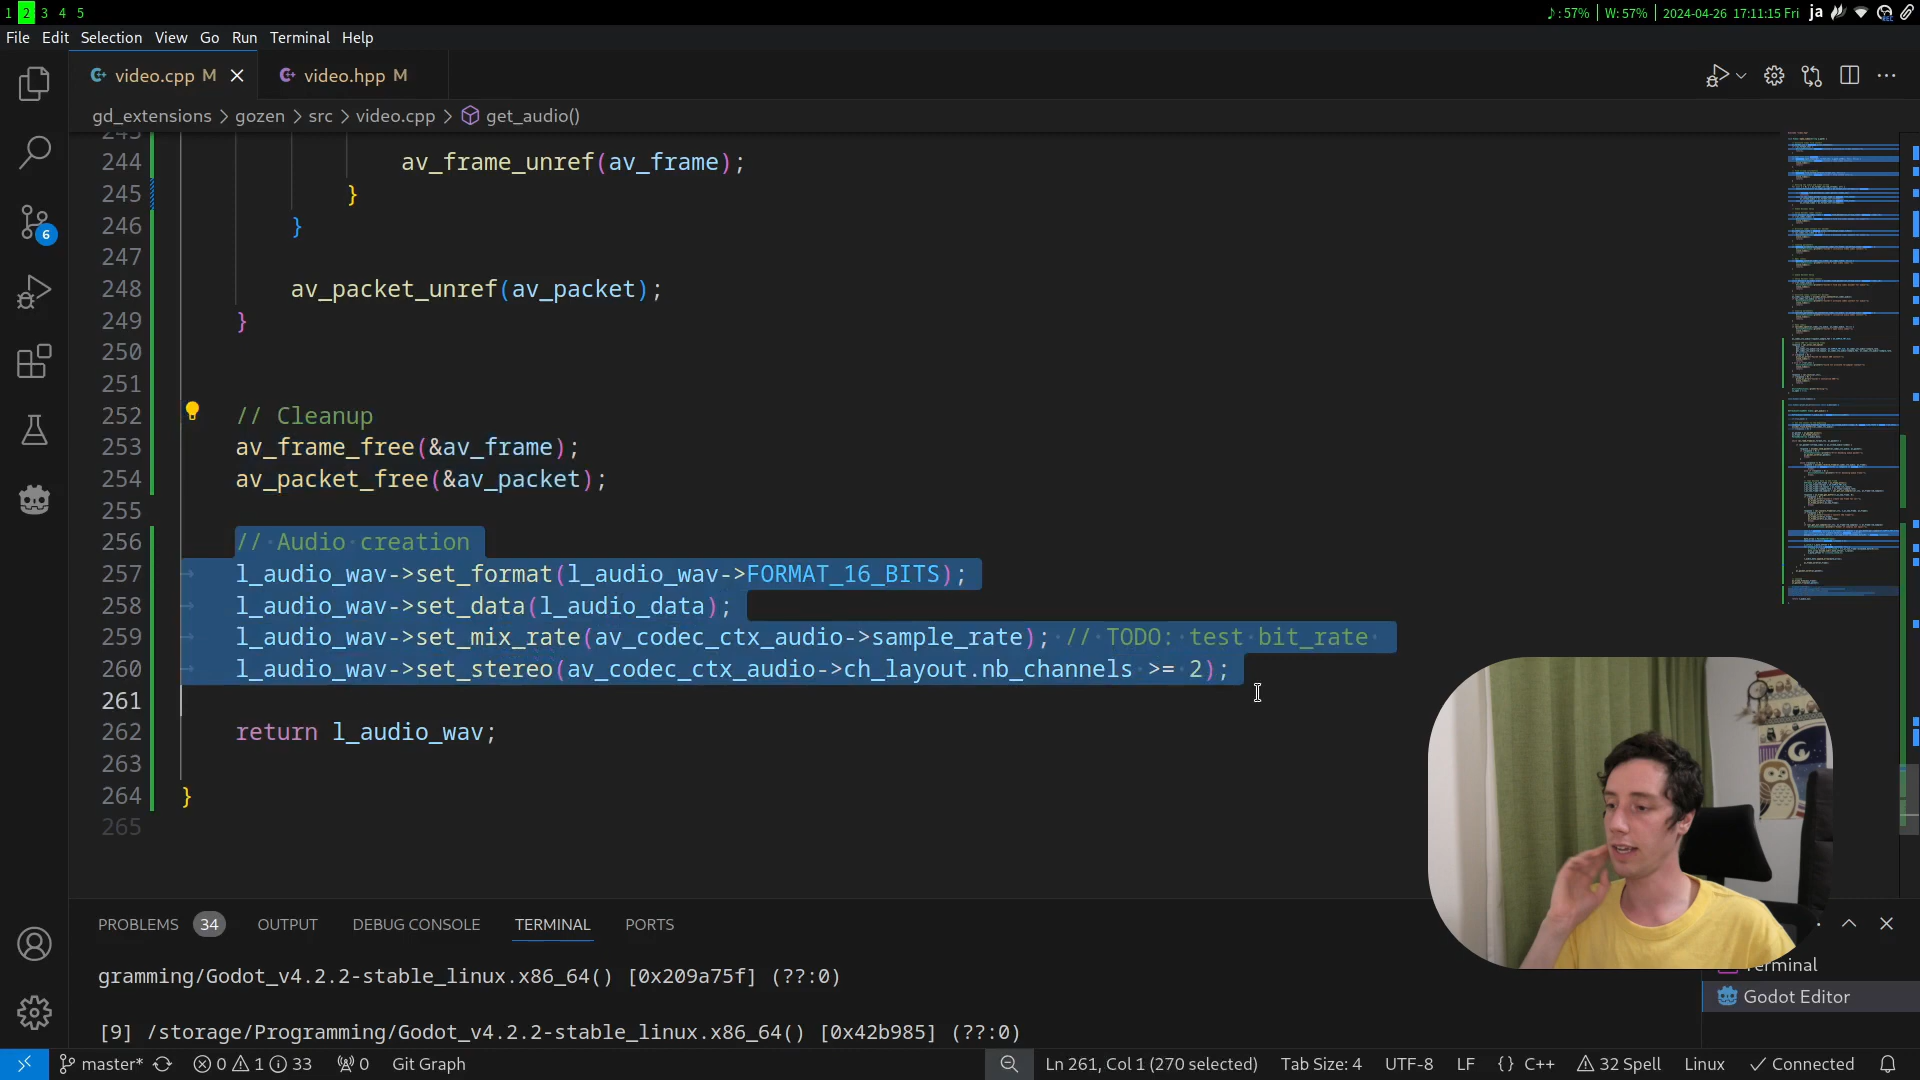 1 2 3 4 5
♪: 57% | W: 57% | 2024-04-26 17:11:15 Fri ja
File Edit Selection View Go Run Terminal Help
video.cpp M
video.hpp M
gd_extensions > gozen > src > video.cpp > get_audio()
244 av_frame_unref(av_frame);
245 }
246 }
247
248 av_packet_unref(av_packet);
249 }
250
251
252 // Cleanup
253 av_frame_free(&av_frame);
254 av_packet_free(&av_packet);
255
256 // Audio creation
257 l_audio_wav->set_format(l_audio_wav->FORMAT_16_BITS);
258 l_audio_wav->set_data(l_audio_data);
259 l_audio_wav->set_mix_rate(av_codec_ctx_audio->sample_rate); // TODO: test bit_rate
260 l_audio_wav->set_stereo(av_codec_ctx_audio->ch_layout.nb_channels >= 2);
261
262 return l_audio_wav;
263
264 }
265
6
PROBLEMS 34 OUTPUT DEBUG CONSOLE TERMINAL PORTS
gramming/Godot_v4.2.2-stable_linux.x86_64() [0x209a75f] (??:0)
[9] /storage/Programming/Godot_v4.2.2-stable_linux.x86_64() [0x42b985] (??:0)
Terminal
Godot Editor
master* 0 1 33 0 Git Graph Ln 261, Col 1 (270 selected) Tab Size: 4 UTF-8 LF {} C++ 32 Spell Linux Connected